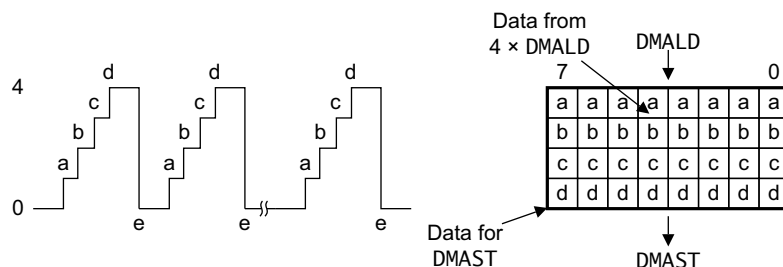 Data from
4 × DMALD
DMALD
7 0
4
d d d
c c c
b b b
a a a
0
e e e
a a a a a a a a
b b b b b b b b
c c c c c c c c
d d d d d d d d
Data for
DMAST
DMAST